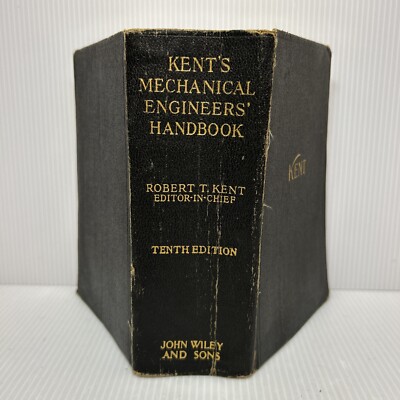 KENT'S
MECHANICAL
ENGINEERS'
HANDBOOK
ROBERT T. KENT
EDITOR-IN-CHIEF
TENTH EDITION
JOHN WILEY
AND SONS
KENT